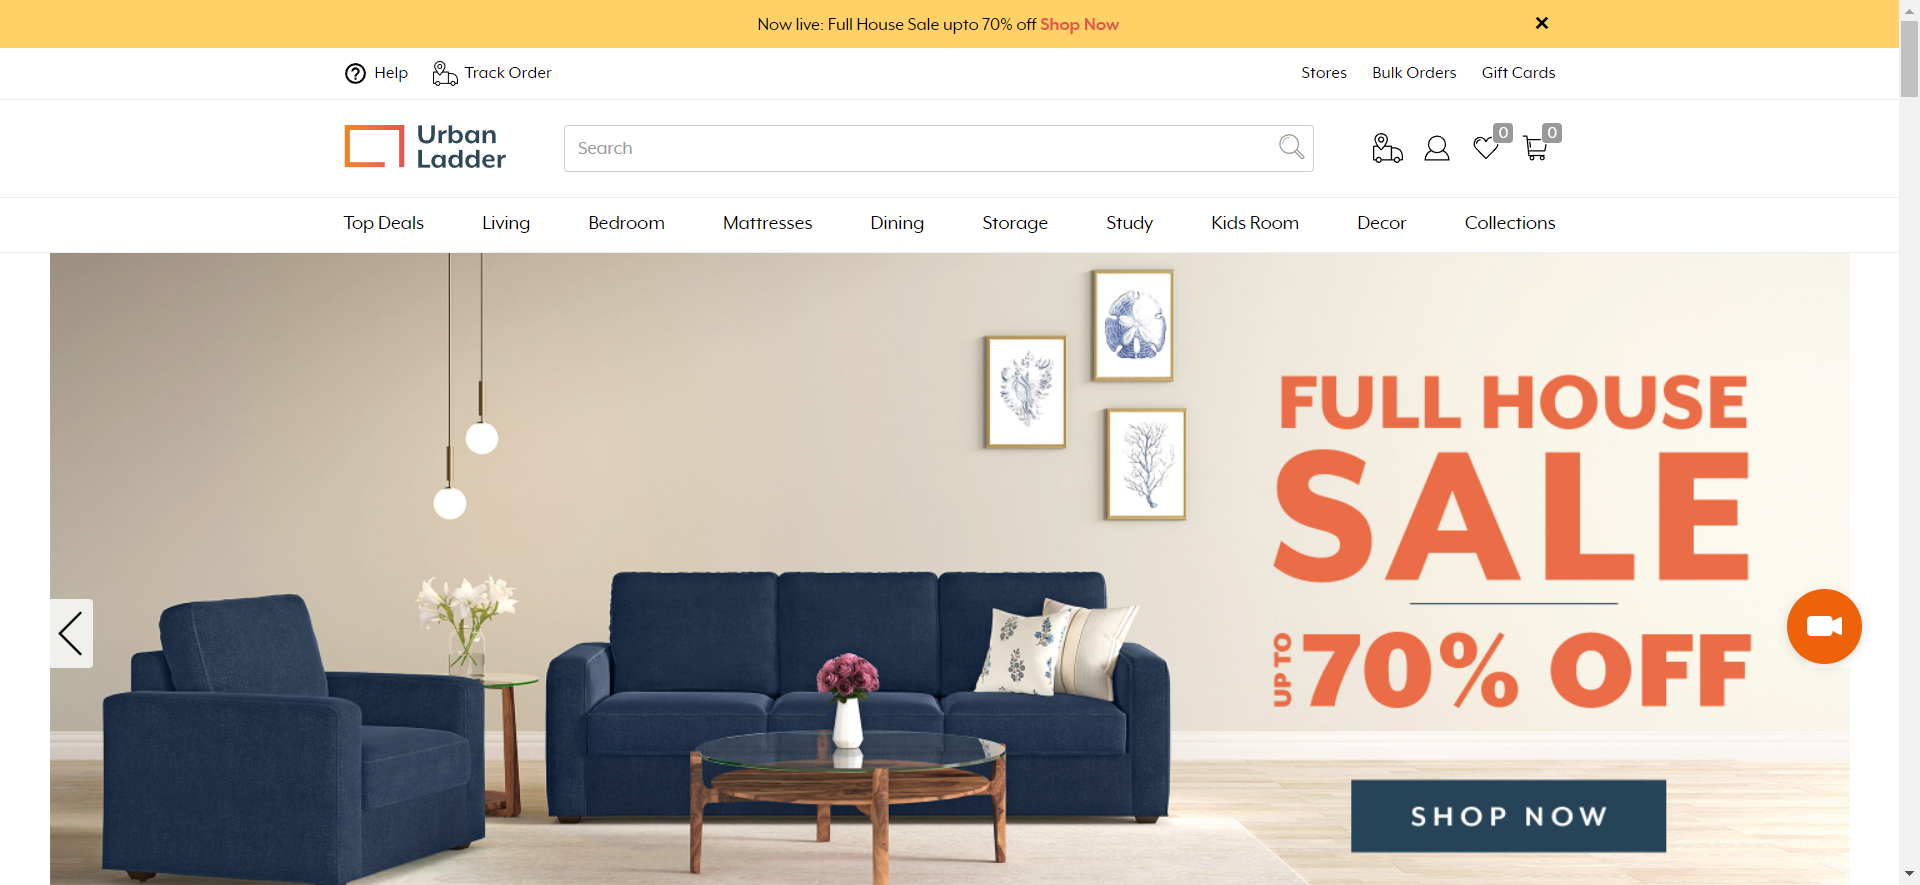 Now live: Full House Sale upto 70% off Shop Now
Help Track Order Stores Bulk Orders Gift Cards
Urban
Ladder
Search
0 0
Top Deals Living Bedroom Mattresses Dining Storage Study Kids Room Decor Collections
FULL HOUSE
SALE
UP TO 70% OFF
SHOP NOW